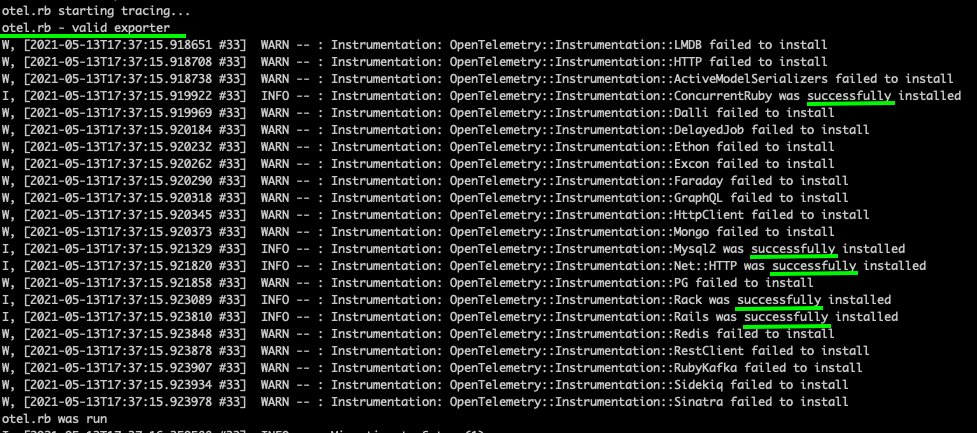 otel.rb starting tracing...
otel.rb - valid exporter
W, [2021-05-13T17:37:15.918651 #33]  WARN -- : Instrumentation: OpenTelemetry::Instrumentation::LMDB failed to install
W, [2021-05-13T17:37:15.918708 #33]  WARN -- : Instrumentation: OpenTelemetry::Instrumentation::HTTP failed to install
W, [2021-05-13T17:37:15.918738 #33]  WARN -- : Instrumentation: OpenTelemetry::Instrumentation::ActiveModelSerializers failed to install
I, [2021-05-13T17:37:15.919922 #33]  INFO -- : Instrumentation: OpenTelemetry::Instrumentation::ConcurrentRuby was successfully installed
W, [2021-05-13T17:37:15.919969 #33]  WARN -- : Instrumentation: OpenTelemetry::Instrumentation::Dalli failed to install
W, [2021-05-13T17:37:15.920184 #33]  WARN -- : Instrumentation: OpenTelemetry::Instrumentation::DelayedJob failed to install
W, [2021-05-13T17:37:15.920232 #33]  WARN -- : Instrumentation: OpenTelemetry::Instrumentation::Ethon failed to install
W, [2021-05-13T17:37:15.920262 #33]  WARN -- : Instrumentation: OpenTelemetry::Instrumentation::Excon failed to install
W, [2021-05-13T17:37:15.920290 #33]  WARN -- : Instrumentation: OpenTelemetry::Instrumentation::Faraday failed to install
W, [2021-05-13T17:37:15.920318 #33]  WARN -- : Instrumentation: OpenTelemetry::Instrumentation::GraphQL failed to install
W, [2021-05-13T17:37:15.920345 #33]  WARN -- : Instrumentation: OpenTelemetry::Instrumentation::HttpClient failed to install
W, [2021-05-13T17:37:15.920373 #33]  WARN -- : Instrumentation: OpenTelemetry::Instrumentation::Mongo failed to install
I, [2021-05-13T17:37:15.921329 #33]  INFO -- : Instrumentation: OpenTelemetry::Instrumentation::Mysql2 was successfully installed
I, [2021-05-13T17:37:15.921820 #33]  INFO -- : Instrumentation: OpenTelemetry::Instrumentation::Net::HTTP was successfully installed
W, [2021-05-13T17:37:15.921858 #33]  WARN -- : Instrumentation: OpenTelemetry::Instrumentation::PG failed to install
I, [2021-05-13T17:37:15.923089 #33]  INFO -- : Instrumentation: OpenTelemetry::Instrumentation::Rack was successfully installed
I, [2021-05-13T17:37:15.923810 #33]  INFO -- : Instrumentation: OpenTelemetry::Instrumentation::Rails was successfully installed
W, [2021-05-13T17:37:15.923848 #33]  WARN -- : Instrumentation: OpenTelemetry::Instrumentation::Redis failed to install
W, [2021-05-13T17:37:15.923878 #33]  WARN -- : Instrumentation: OpenTelemetry::Instrumentation::RestClient failed to install
W, [2021-05-13T17:37:15.923907 #33]  WARN -- : Instrumentation: OpenTelemetry::Instrumentation::RubyKafka failed to install
W, [2021-05-13T17:37:15.923934 #33]  WARN -- : Instrumentation: OpenTelemetry::Instrumentation::Sidekiq failed to install
W, [2021-05-13T17:37:15.923978 #33]  WARN -- : Instrumentation: OpenTelemetry::Instrumentation::Sinatra failed to install
otel.rb was run